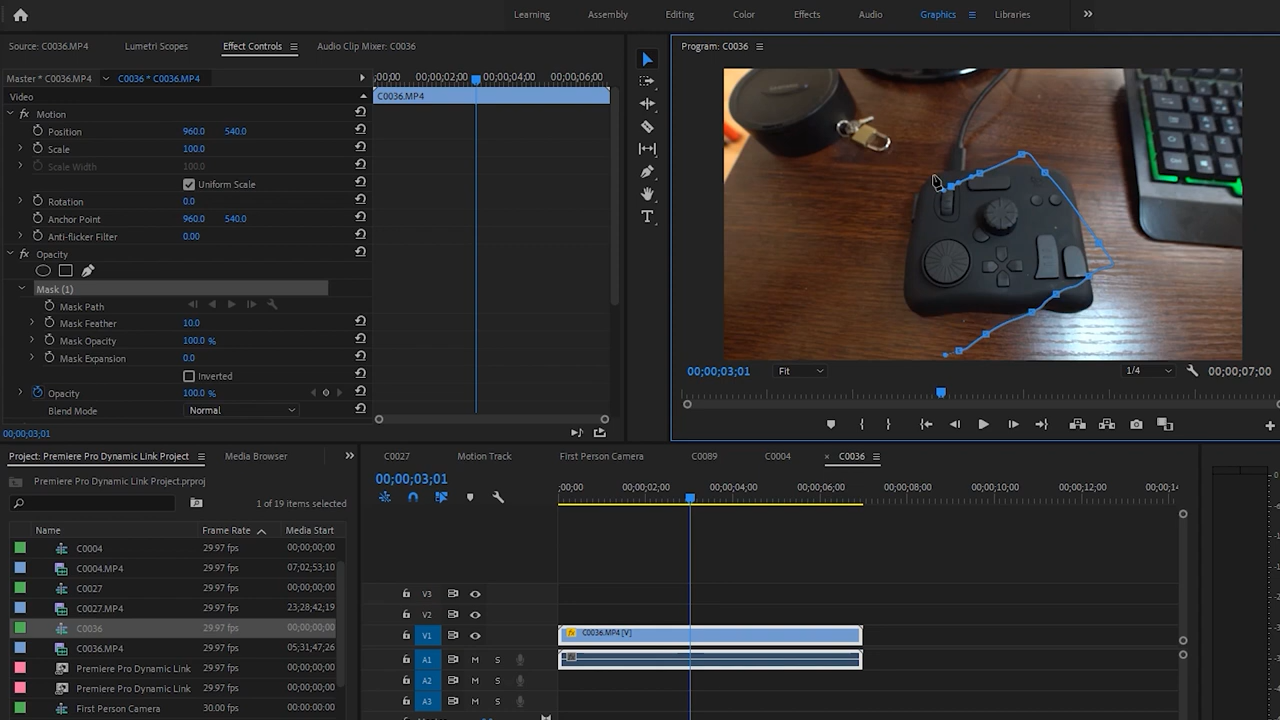 Learning Assembly Editing Color Effects Audio Graphics Libraries
Source: C0036.MP4 Lumetri Scopes Effect Controls Audio Clip Mixer: C0036 Program: C0036
Master * C0036.MP4 C0036 * C0036.MP4 ;00;00 00;00;02;00 00;00;04;00 00;00;06;00
Video C0036.MP4
fx Motion
Position 960.0 540.0
Scale 100.0
Scale Width 100.0
Uniform Scale
Rotation 0.0
Anchor Point 960.0 540.0
Anti-flicker Filter 0.00
fx Opacity
Mask (1)
Mask Path
Mask Feather 10.0
Mask Opacity 100.0 %
Mask Expansion 0.0
Inverted
Opacity 100.0 %
Blend Mode Normal
00;00;03;01
00;00;03;01 Fit 1/4 00;00;07;00
Project: Premiere Pro Dynamic Link Project Media Browser
Premiere Pro Dynamic Link Project.prproj
1 of 19 items selected
Name Frame Rate Media Start
C0004 29.97 fps 00;00;00;00
C0004.MP4 29.97 fps 07;02;53;10
C0027 29.97 fps 00;00;00;00
C0027.MP4 29.97 fps 23;28;42;19
C0036 29.97 fps 00;00;00;00
C0036.MP4 29.97 fps 05;31;47;26
Premiere Pro Dynamic Link 29.97 fps 00;00;00;00
Premiere Pro Dynamic Link 29.97 fps 00;00;00;00
First Person Camera 30.00 fps 00:00:00:00
C0027 Motion Track First Person Camera C0089 C0004 × C0036
00;00;03;01
;00;00 00;00;02;00 00;00;04;00 00;00;06;00 00;00;08;00 00;00;10;00 00;00;12;00 00;00;14
V3
V2
V1 fx C0036.MP4 [V]
A1 M S
A2 M S
A3 M S